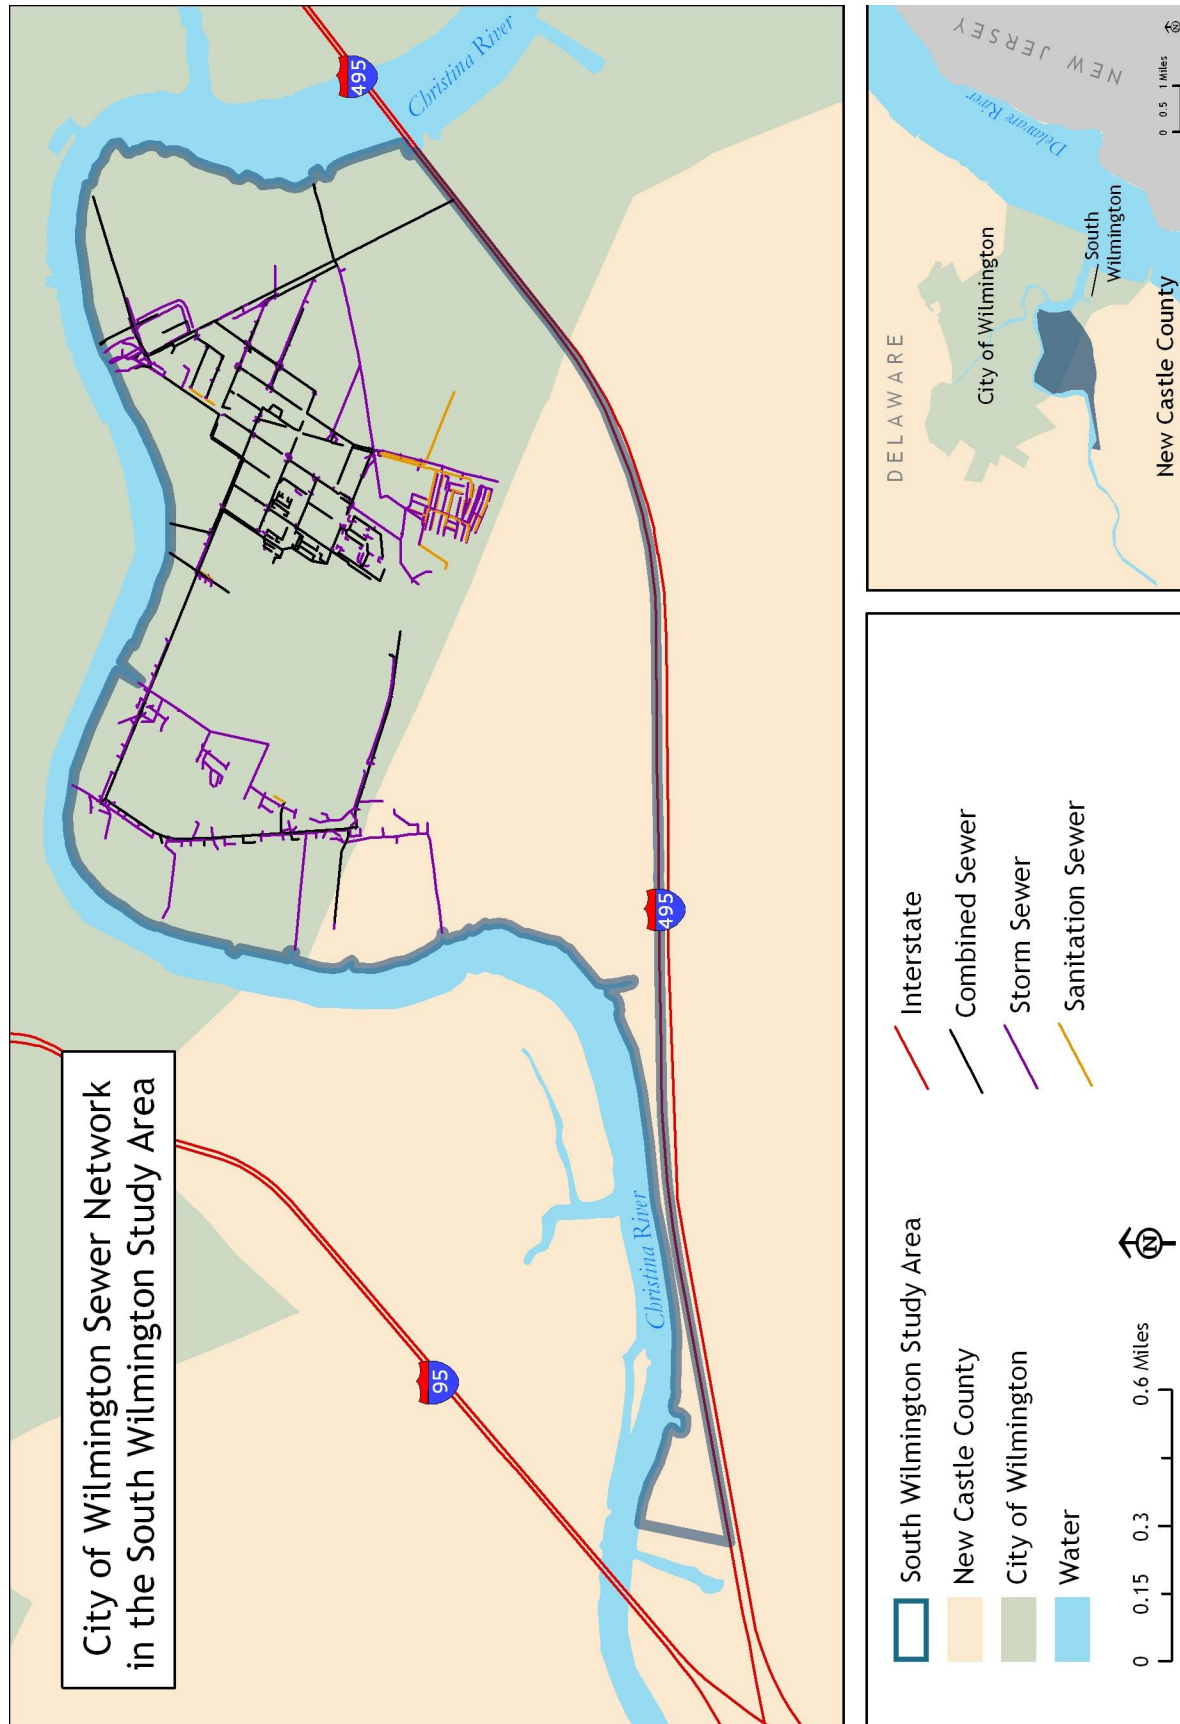 City of Wilmington Sewer Network
in the South Wilmington Study Area
95
495
495
Christina River
Christina River
South Wilmington Study Area
New Castle County
City of Wilmington
Water
Interstate
Combined Sewer
Storm Sewer
Sanitation Sewer
0 0.15 0.3 0.6 Miles
N
DELAWARE
NEW JERSEY
City of Wilmington
Delaware River
South
Wilmington
New Castle County
0 0.5 1 Miles
N